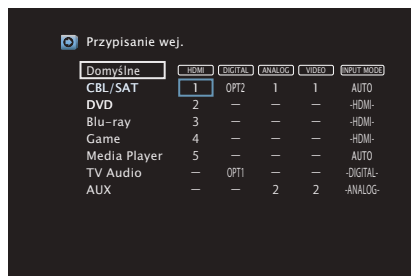 Przypisanie wej.
Domyślne HDMI DIGITAL ANALOG VIDEO INPUT MODE
CBL/SAT 1 OPT2 1 1 AUTO
DVD 2 — — — -HDMI-
Blu-ray 3 — — — -HDMI-
Game 4 — — — -HDMI-
Media Player 5 — — — AUTO
TV Audio — OPT1 — — -DIGITAL-
AUX — — 2 2 -ANALOG-